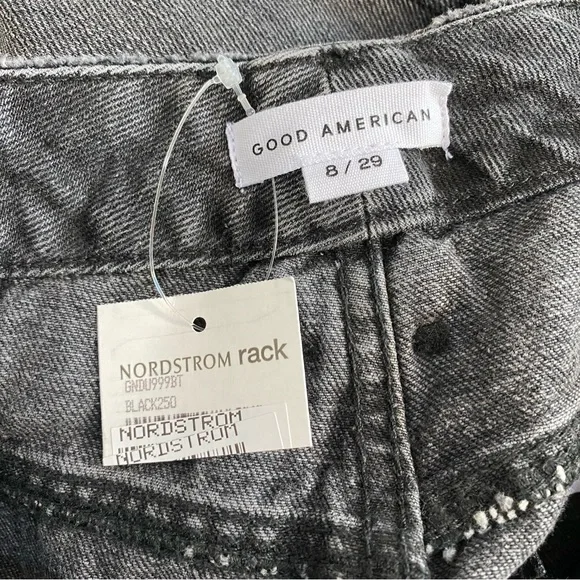 GOOD AMERICAN
8 / 29
NORDSTROM rack
GNDU999BT
BLACK250
NORDSTROM
NORDSTROM